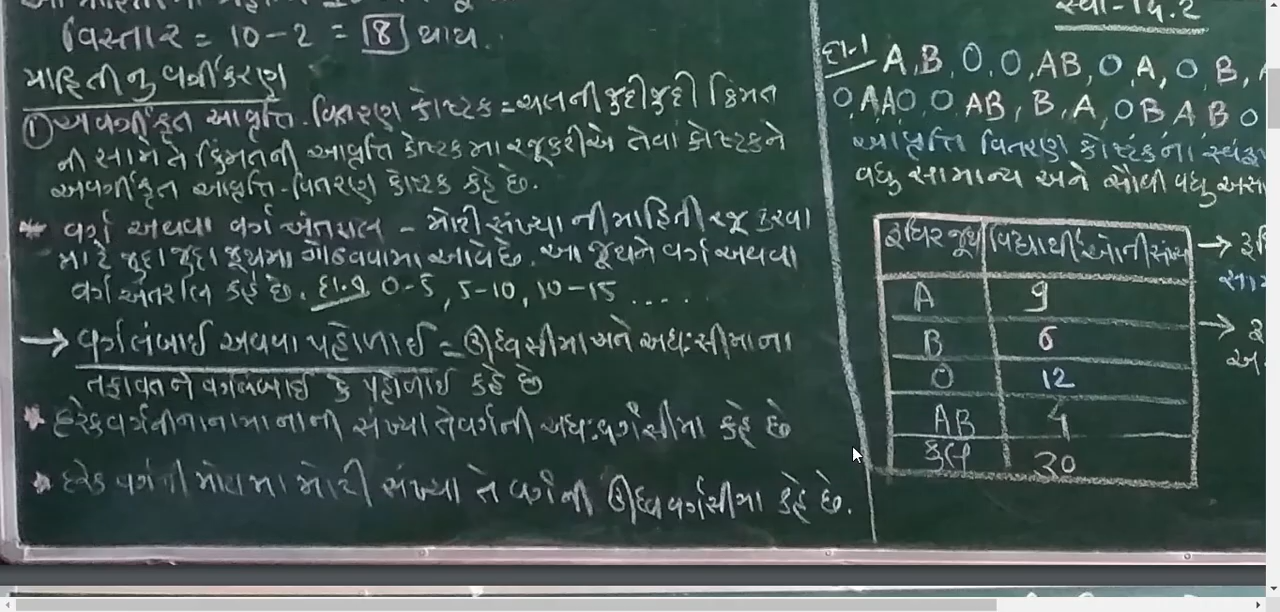 વિસ્તાર = 10 - 2 = 8 થાય.
માહિતીનુ વર્ગીકરણ
① અવર્ગીકૃત આવૃત્તિ વિતરણ કોષ્ટક = ચલની જુદીજુદી કિંમત
ની સામે તે કિંમતની આવૃત્તિ કોષ્ટકમા રજૂકરીએ તેવા કોષ્ટકને
અવર્ગીકૃત આવૃત્તિ-વિતરણ કોષ્ટક કહે છે.
* વર્ગ અથવા વર્ગ અંતરાલ - મોટી સંખ્યા ની માહિતી રજૂ કરવા
માટે જુદા જુદા જૂથમા ગોઠવવામા આવે છે. આ જૂથને વર્ગ અથવા
વર્ગ અંતરાલ કહે છે. દા.ત 0-5, 5-10, 10-15 .....
→ વર્ગલંબાઈ અથવા પહોળાઈ = ઊર્ધ્વસીમા અને અધ:સીમાના
તફાવત ને વર્ગલંબાઈ કે પહોળાઈ કહે છે
* દરેક વર્ગની નાનામા નાની સંખ્યા તે વર્ગની અધ:વર્ગસીમા કહે છે
* દરેક વર્ગની મોટામા મોટી સંખ્યા તે વર્ગની ઊર્ધ્વ વર્ગસીમા કહે છે.
સ્વા-દિ.2
દા-1 A, B, O, O, AB, O, A, O, B,
O, A A O, O, AB, B, A, O B A B O
આવૃત્તિ વિતરણ કોષ્ટકના
વધુ સામાન્ય અને સૌથી વધુ
રૂધિરજૂથ વિદ્યાર્થીઓની સંખ્યા →
A 9
B 6 →
O 12
AB 4
કુલ 30